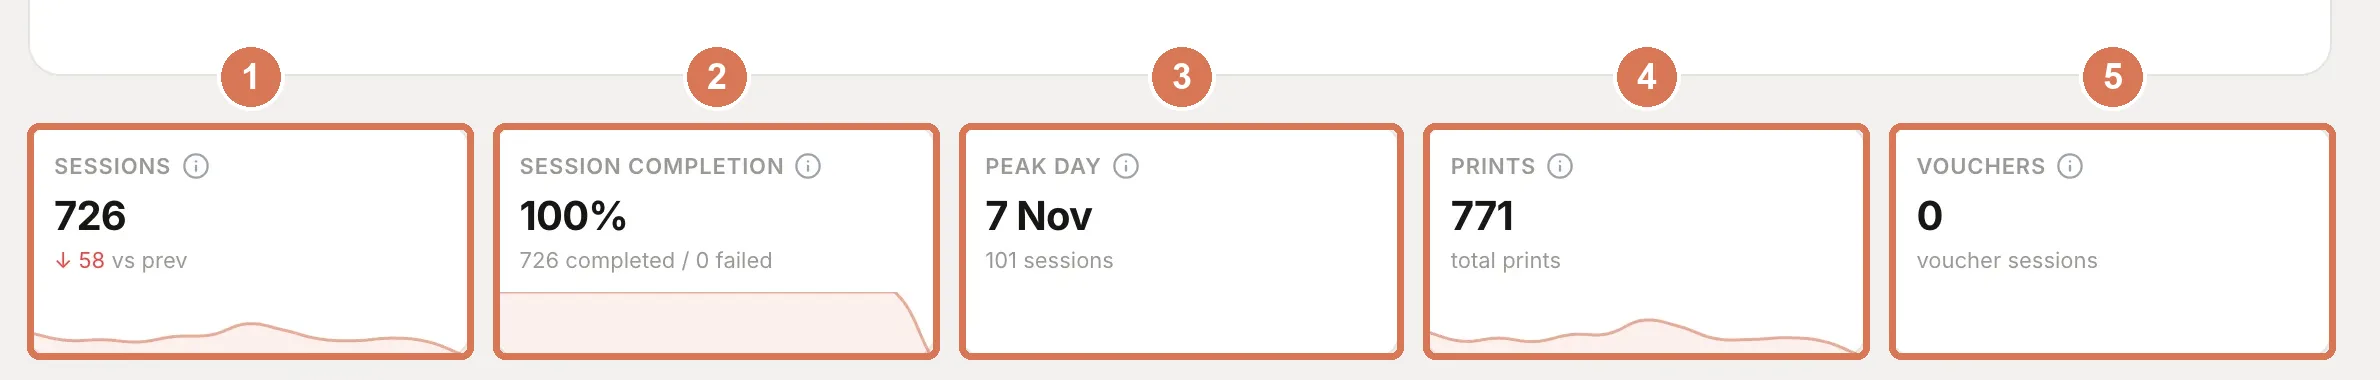 1
2
3
4
5
SESSIONS
726
↓ 58 vs prev
SESSION COMPLETION
100%
726 completed / 0 failed
PEAK DAY
7 Nov
101 sessions
PRINTS
771
total prints
VOUCHERS
0
voucher sessions